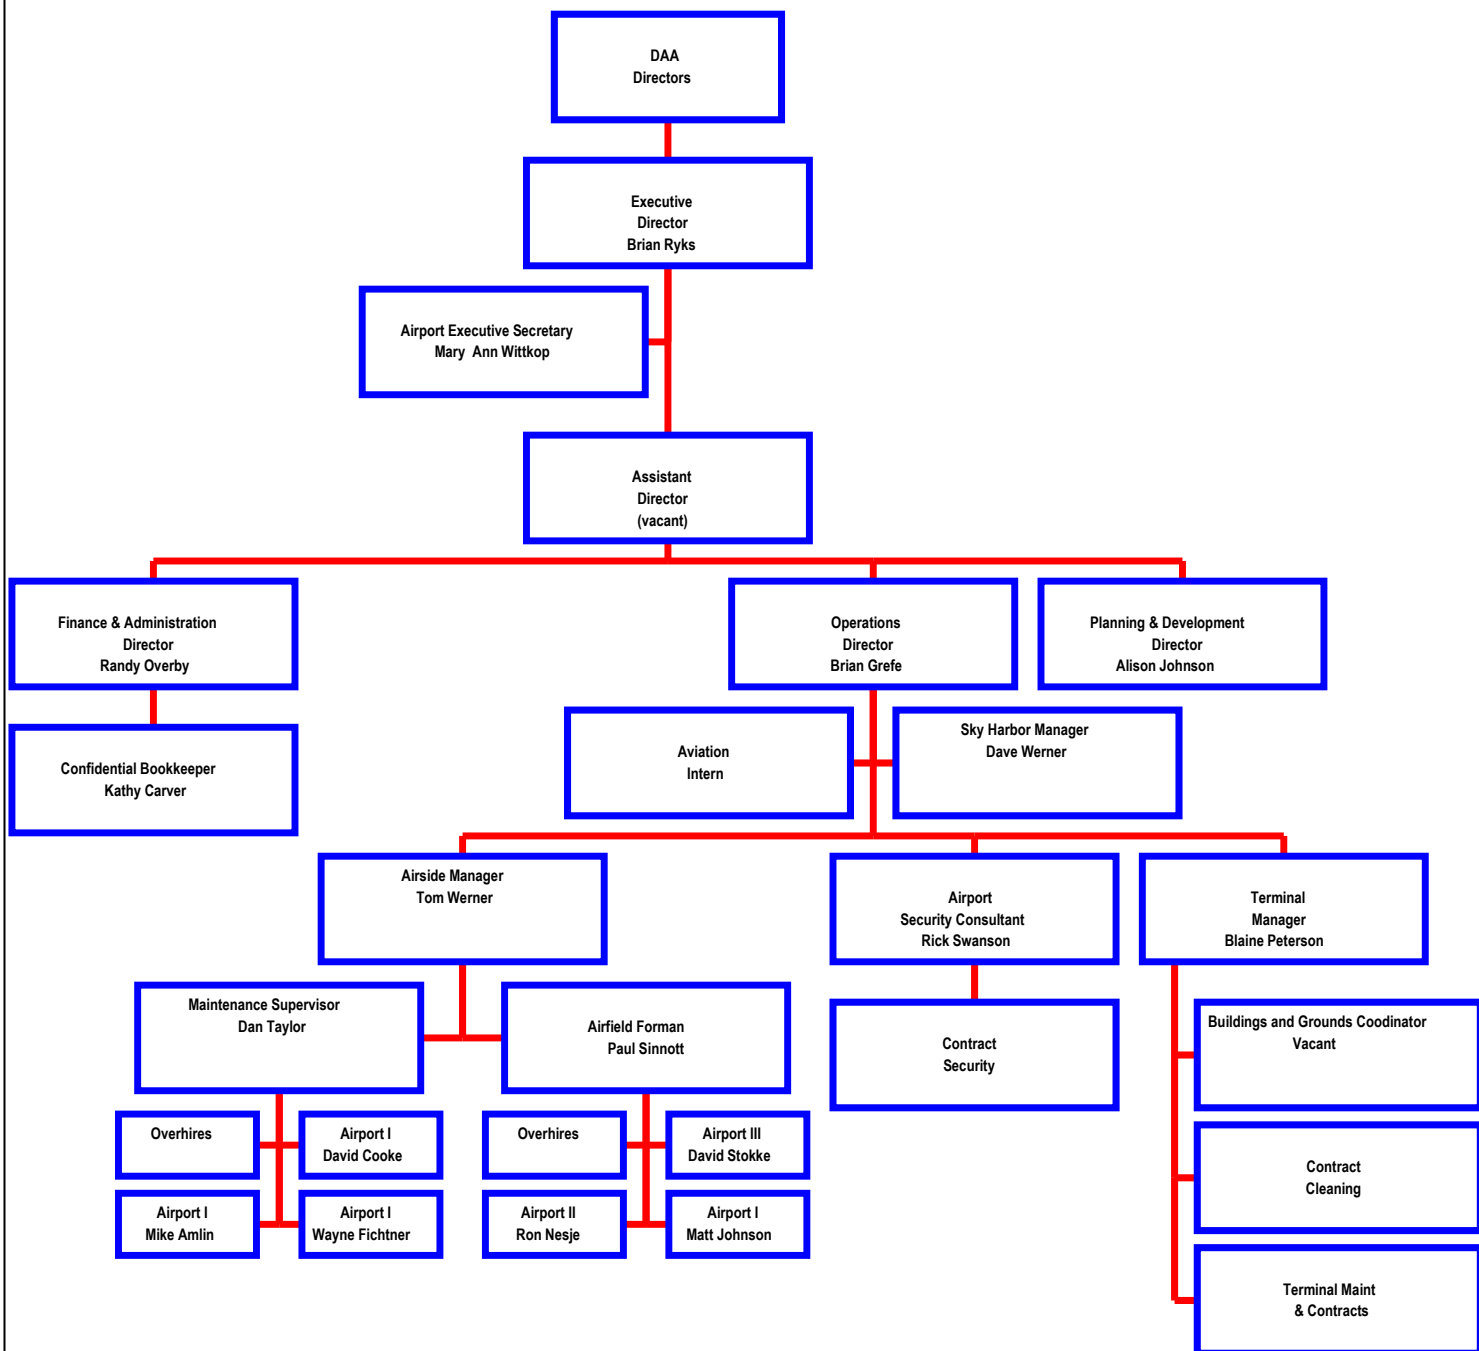 DAA
Directors
Executive
Director
Brian Ryks
Airport Executive Secretary
Mary Ann Wittkop
Assistant
Director
(vacant)
Finance & Administration
Director
Randy Overby
Operations
Director
Brian Grefe
Planning & Development
Director
Alison Johnson
Confidential Bookkeeper
Kathy Carver
Aviation
Intern
Sky Harbor Manager
Dave Werner
Airside Manager
Tom Werner
Airport
Security Consultant
Rick Swanson
Terminal
Manager
Blaine Peterson
Maintenance Supervisor
Dan Taylor
Airfield Forman
Paul Sinnott
Contract
Security
Buildings and Grounds Coodinator
Vacant
Overhires
Airport I
David Cooke
Overhires
Airport III
David Stokke
Contract
Cleaning
Airport I
Mike Amlin
Airport I
Wayne Fichtner
Airport II
Ron Nesje
Airport I
Matt Johnson
Terminal Maint
& Contracts